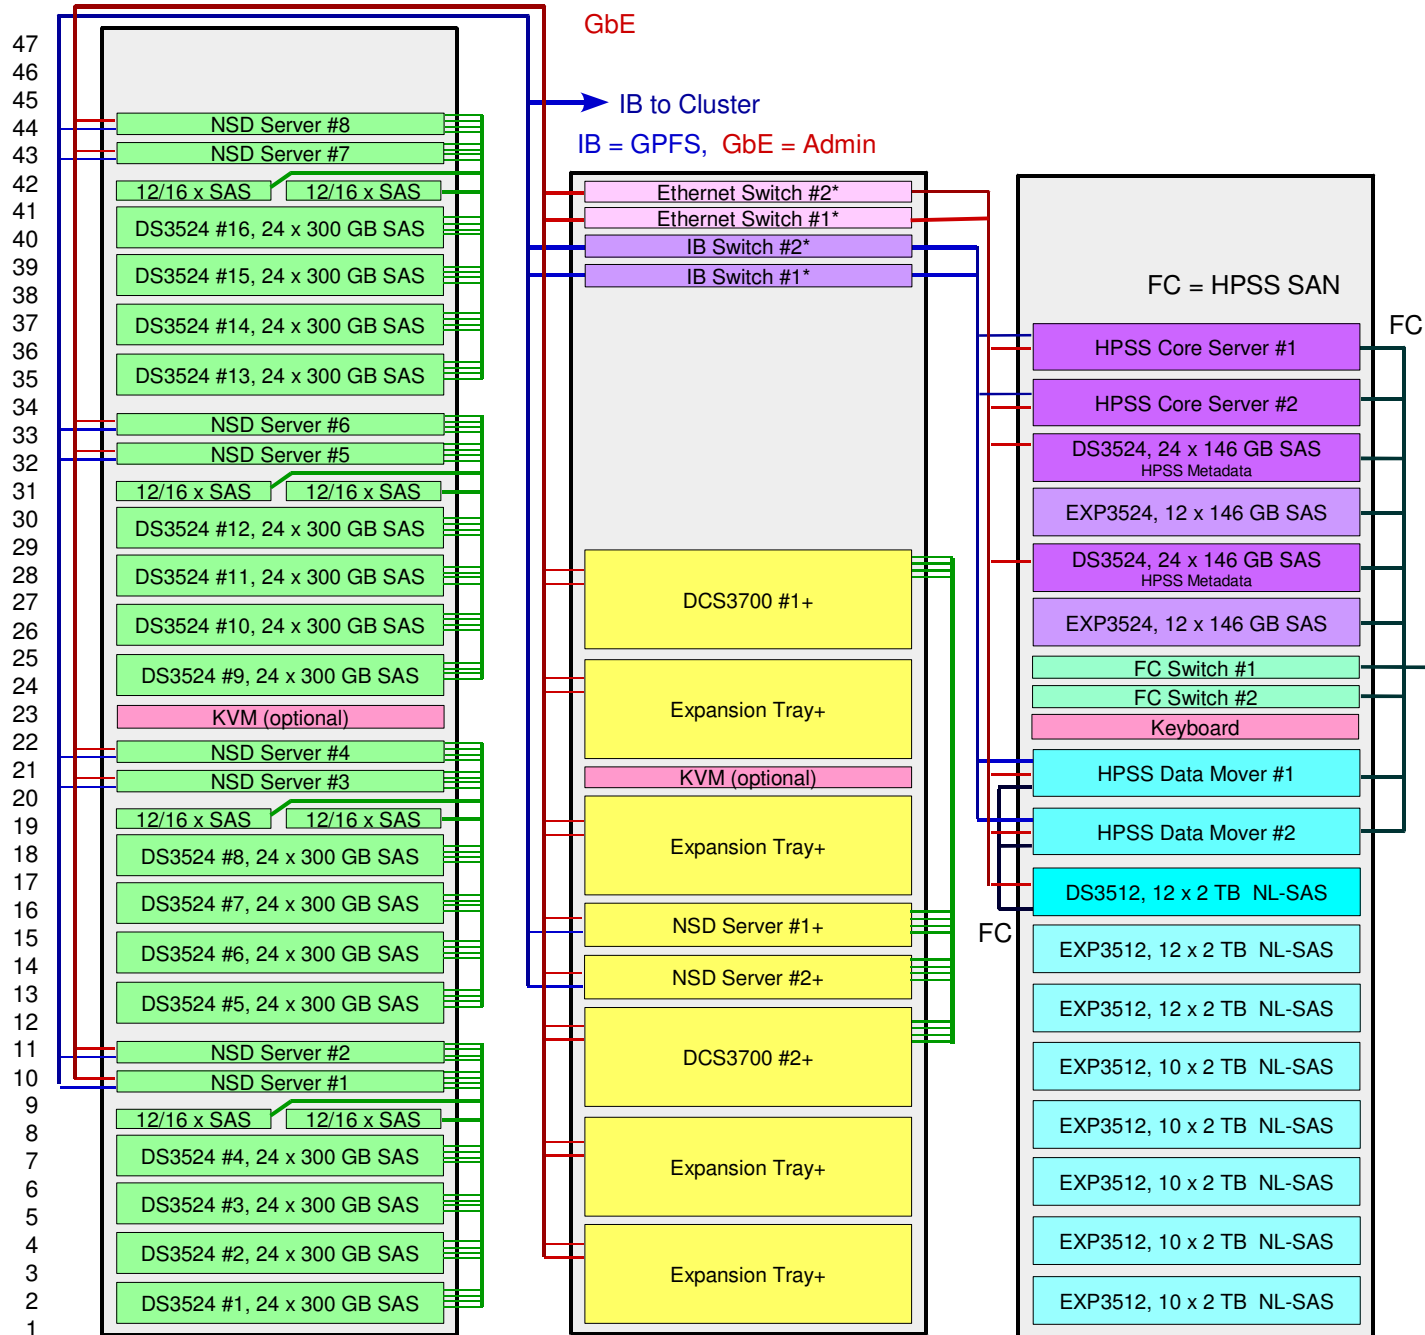 GbE
IB to Cluster
IB = GPFS, GbE = Admin
47
46
45
44
43
42
41
40
39
38
37
36
35
34
33
32
31
30
29
28
27
26
25
24
23
22
21
20
19
18
17
16
15
14
13
12
11
10
9
8
7
6
5
4
3
2
1
NSD Server #8
NSD Server #7
12/16 x SAS 12/16 x SAS
DS3524 #16, 24 x 300 GB SAS
DS3524 #15, 24 x 300 GB SAS
DS3524 #14, 24 x 300 GB SAS
DS3524 #13, 24 x 300 GB SAS
NSD Server #6
NSD Server #5
12/16 x SAS 12/16 x SAS
DS3524 #12, 24 x 300 GB SAS
DS3524 #11, 24 x 300 GB SAS
DS3524 #10, 24 x 300 GB SAS
DS3524 #9, 24 x 300 GB SAS
KVM (optional)
NSD Server #4
NSD Server #3
12/16 x SAS 12/16 x SAS
DS3524 #8, 24 x 300 GB SAS
DS3524 #7, 24 x 300 GB SAS
DS3524 #6, 24 x 300 GB SAS
DS3524 #5, 24 x 300 GB SAS
NSD Server #2
NSD Server #1
12/16 x SAS 12/16 x SAS
DS3524 #4, 24 x 300 GB SAS
DS3524 #3, 24 x 300 GB SAS
DS3524 #2, 24 x 300 GB SAS
DS3524 #1, 24 x 300 GB SAS
Ethernet Switch #2*
Ethernet Switch #1*
IB Switch #2*
IB Switch #1*
DCS3700 #1+
Expansion Tray+
KVM (optional)
Expansion Tray+
NSD Server #1+
NSD Server #2+
DCS3700 #2+
Expansion Tray+
Expansion Tray+
FC = HPSS SAN
FC
HPSS Core Server #1
HPSS Core Server #2
DS3524, 24 x 146 GB SAS
HPSS Metadata
EXP3524, 12 x 146 GB SAS
DS3524, 24 x 146 GB SAS
HPSS Metadata
EXP3524, 12 x 146 GB SAS
FC Switch #1
FC Switch #2
Keyboard
HPSS Data Mover #1
HPSS Data Mover #2
DS3512, 12 x 2 TB NL-SAS
FC
EXP3512, 12 x 2 TB NL-SAS
EXP3512, 12 x 2 TB NL-SAS
EXP3512, 10 x 2 TB NL-SAS
EXP3512, 10 x 2 TB NL-SAS
EXP3512, 10 x 2 TB NL-SAS
EXP3512, 10 x 2 TB NL-SAS
EXP3512, 10 x 2 TB NL-SAS